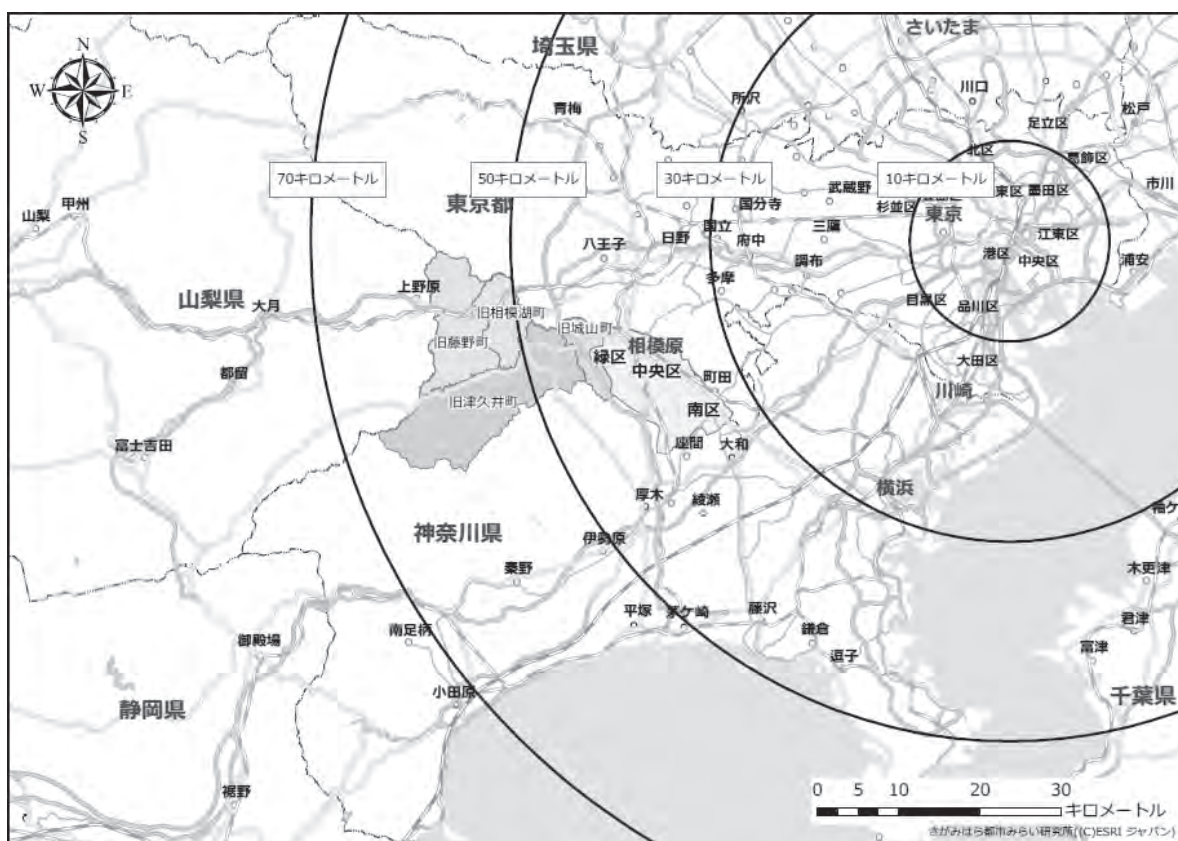 さいたま
埼玉県
N
W
E
S
川口
所沢
松戸
青梅
足立区
北区
葛飾区
70キロメートル
50キロメートル
30キロメートル
10キロメートル
市川
武蔵野
墨田区
甲州
山梨
東京都
国分寺
杉並区
東京
国立
八王子
日野
府中
三鷹
江東区
港区
中央区
浦安
調布
多摩
上野原
山梨県
大月
目黒区
品川区
旧相模湖町
旧城山町
旧藤野町
緑区
相模原
中央区
大田区
町田
都留
川崎
旧津久井町
南区
富士吉田
座間
大和
横浜
厚木
綾瀬
神奈川県
伊勢原
秦野
木更津
平塚
茅ケ崎
藤沢
君津
南足柄
鎌倉
御殿場
逗子
富津
小田原
静岡県
千葉県
裾野
0 5 10 20 30
キロメートル
さがみはら都市みらい研究所((C)ESRI ジャパン)